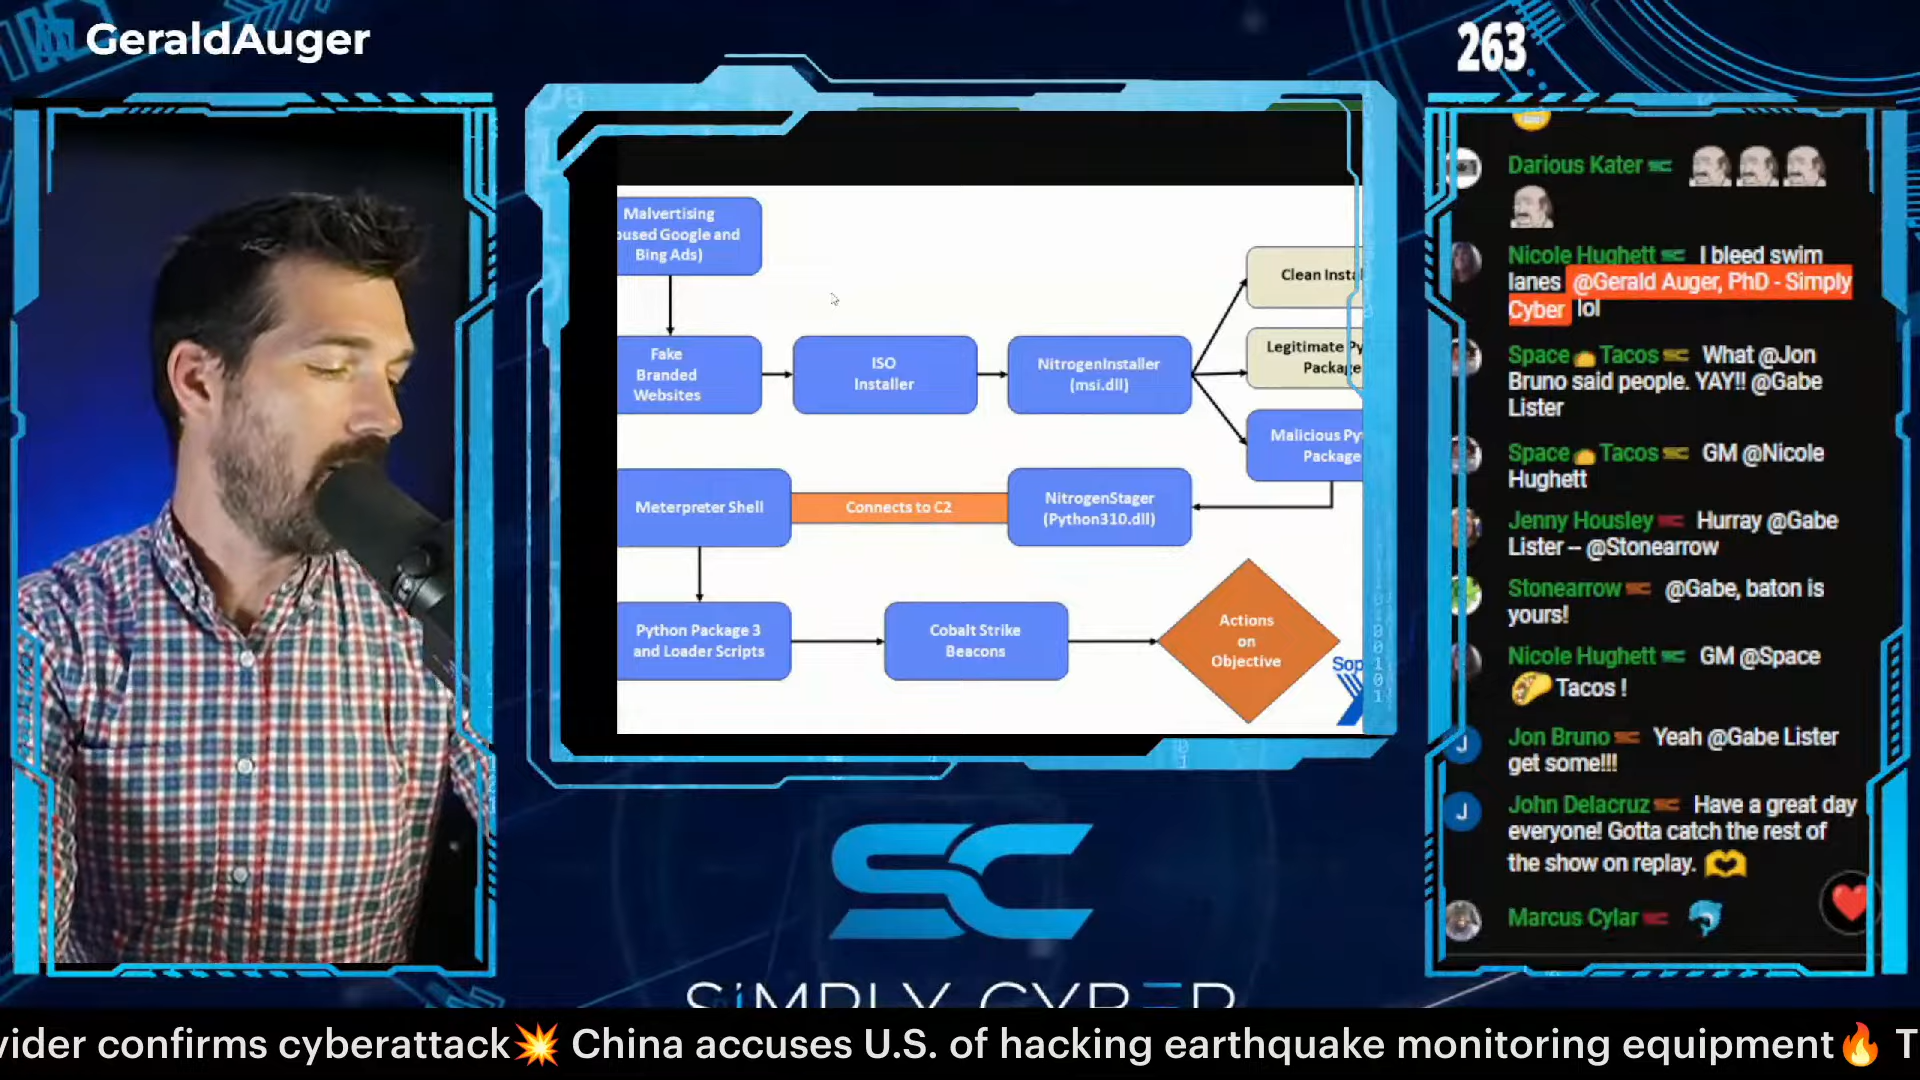 GeraldAuger
263
Malvertising
Google and
Bing Ads)
Fake
Branded
Websites
ISO
Installer
NitrogenInstaller
(msi.dll)
Clean Instal
Legitimate Py
Package
Malicious Py
Package
Meterpreter Shell
Connects to C2
NitrogenStager
(Python310.dll)
Python Package 3
and Loader Scripts
Cobalt Strike
Beacons
Actions
on
Objective
Sop
Darious Kater
Nicole Hughett I bleed swim
lanes @Gerald Auger, PhD - Simply
Cyber lol
Space Tacos What @Jon
Bruno said people. YAY!! @Gabe
Lister
Space Tacos GM @Nicole
Hughett
Jenny Housley Hurray @Gabe
Lister -- @Stonearrow
Stonearrow @Gabe, baton is
yours!
Nicole Hughett GM @Space
Tacos !
J
Jon Bruno Yeah @Gabe Lister
get some!!!
J
John Delacruz Have a great day
everyone! Gotta catch the rest of
the show on replay.
Marcus Cylar
SC
SIMPLY CYBER
vider confirms cyberattack💥 China accuses U.S. of hacking earthquake monitoring equipment🔥 T